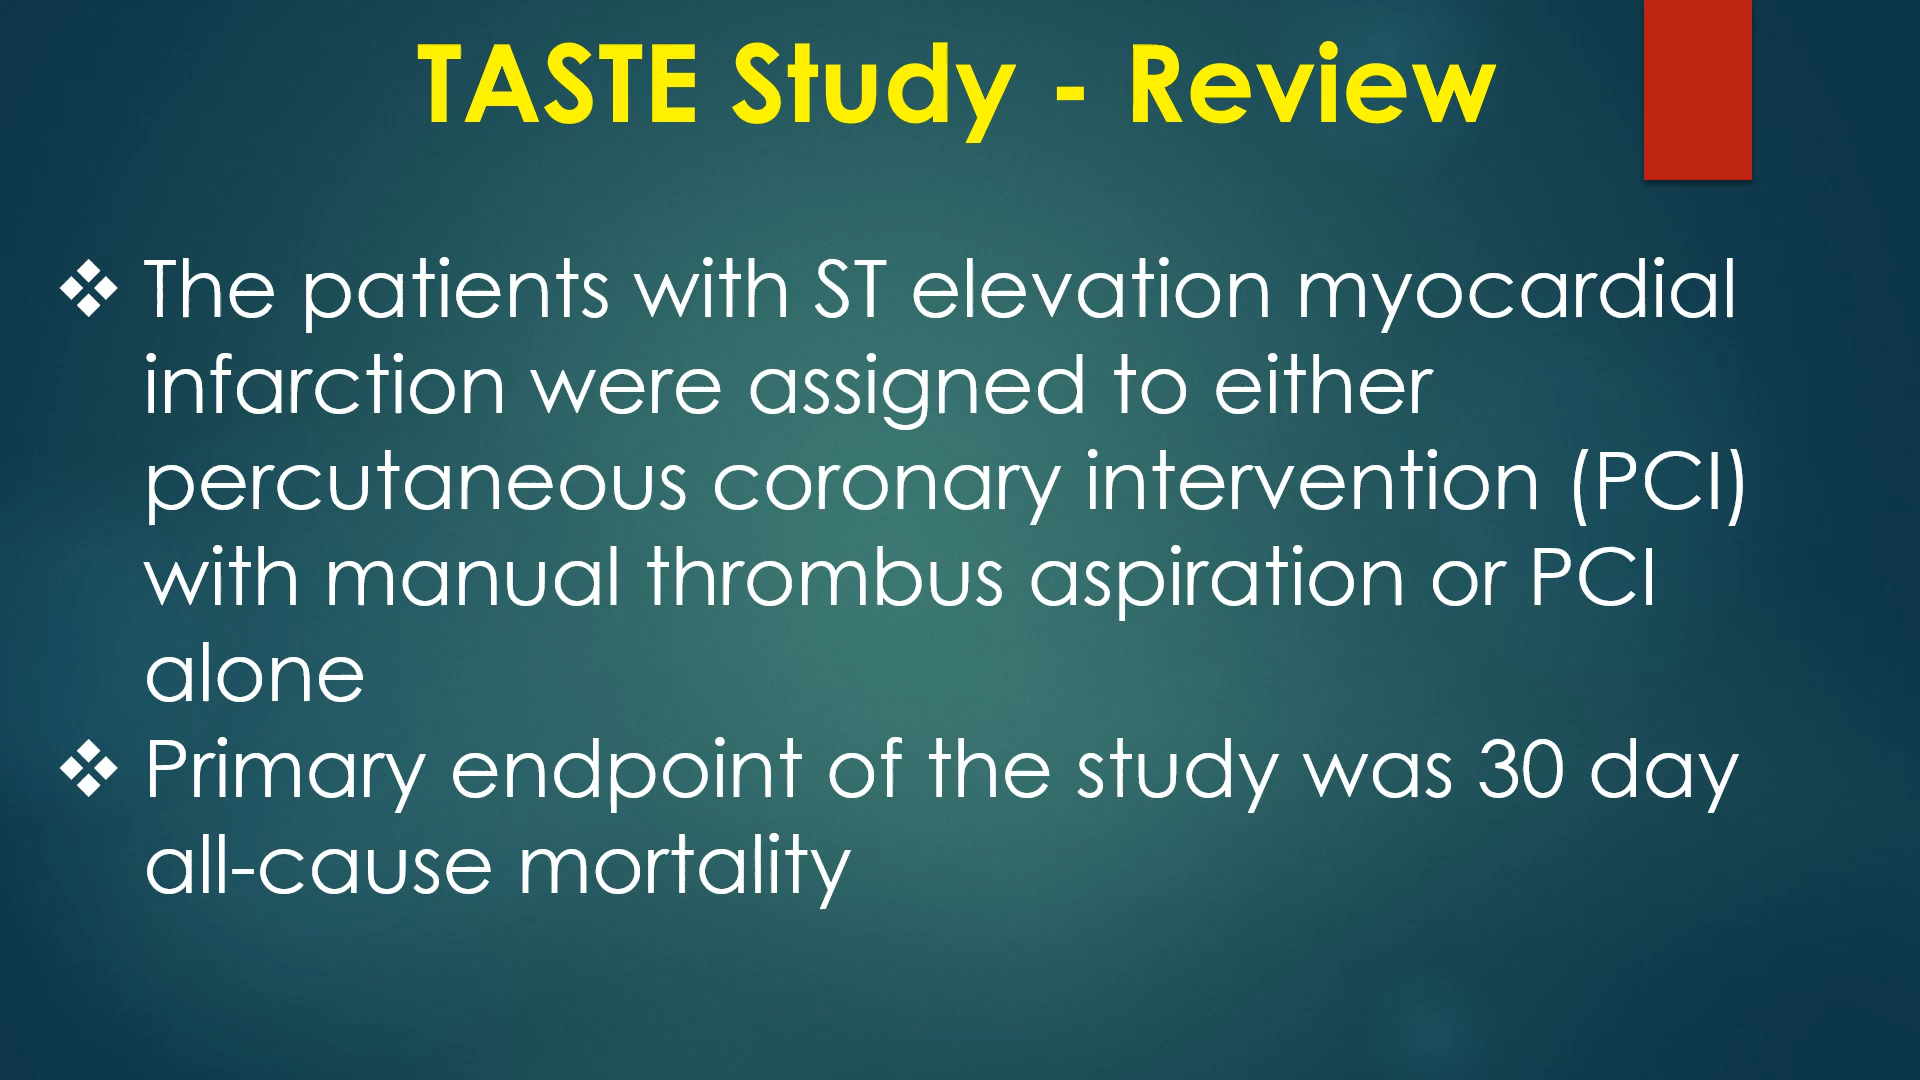 TASTE Study - Review
❖ The patients with ST elevation myocardial
infarction were assigned to either
percutaneous coronary intervention (PCI)
with manual thrombus aspiration or PCI
alone
❖ Primary endpoint of the study was 30 day
all-cause mortality